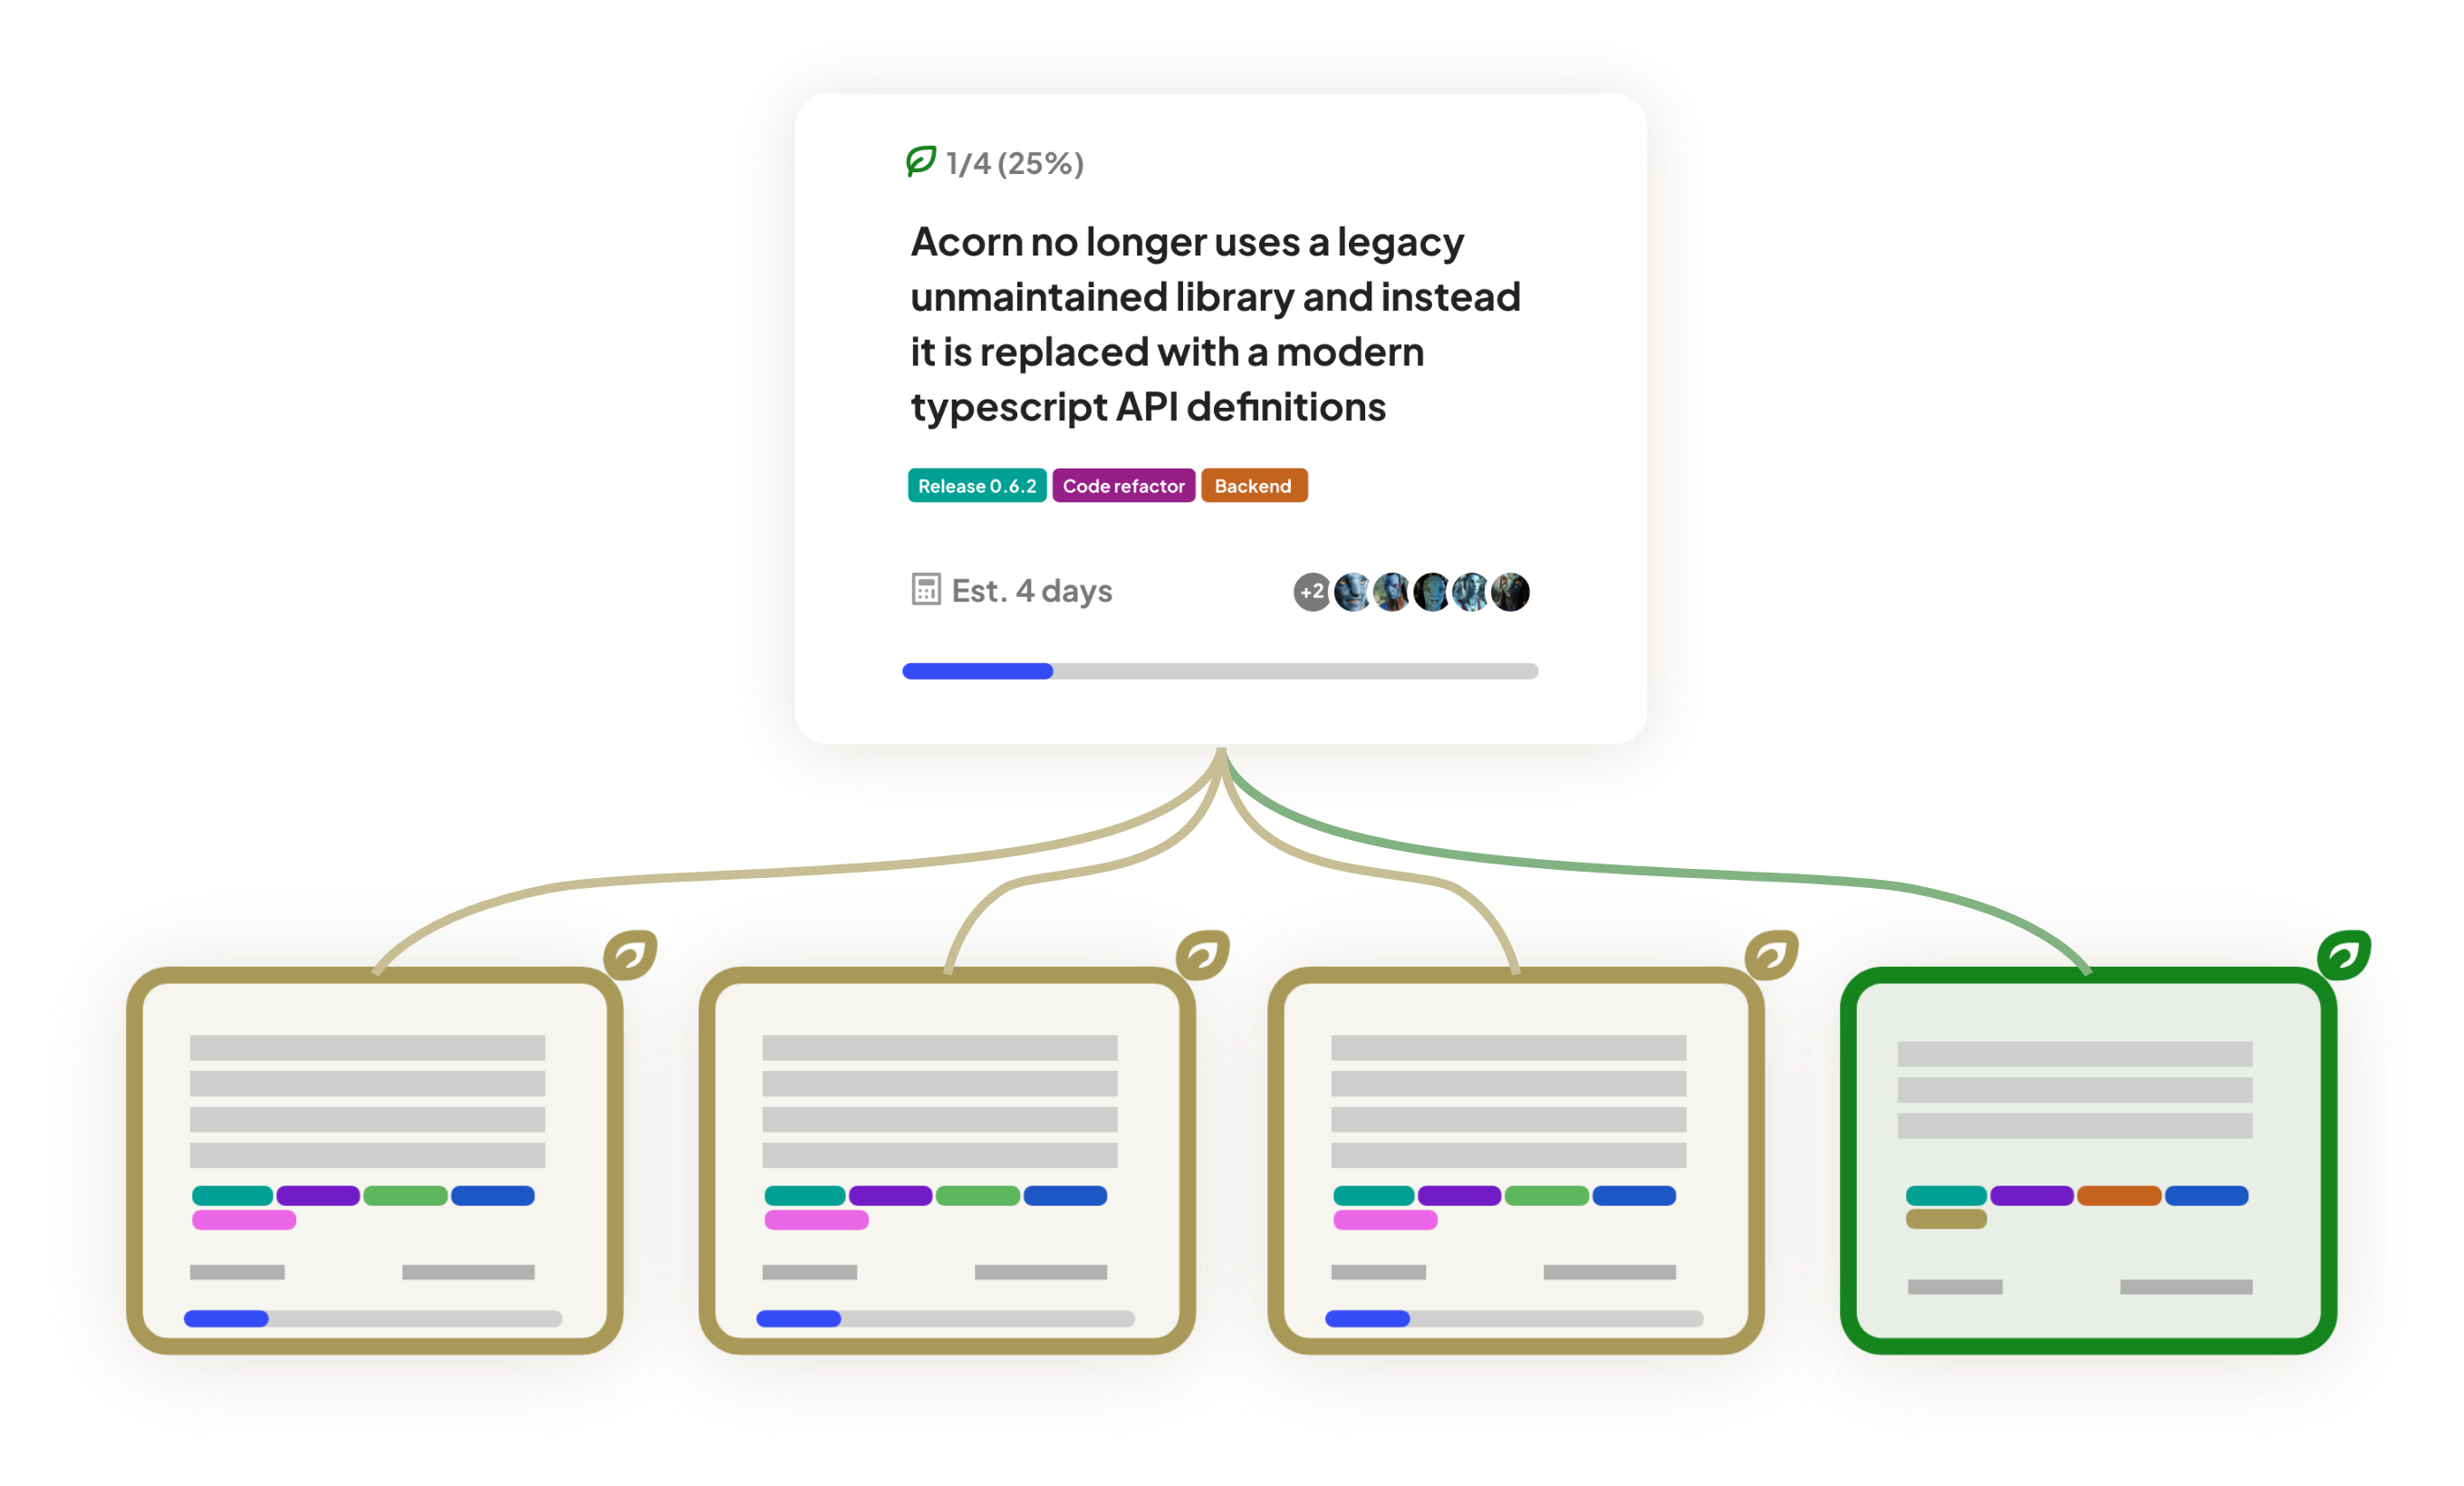 1/4 (25%)
Acorn no longer uses a legacy
unmaintained library and instead
it is replaced with a modern
typescript API definitions
Release 0.6.2 Code refactor Backend
Est. 4 days +2